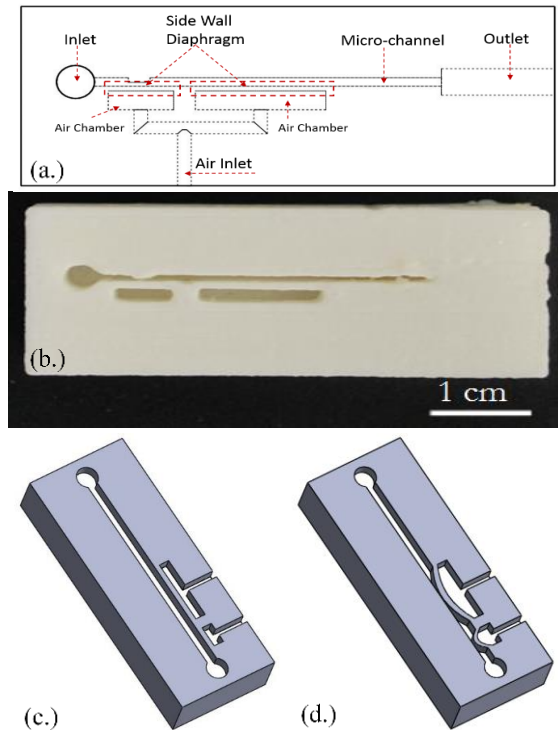 Side Wall
Diaphragm
Inlet
Micro-channel
Outlet
Air Chamber
Air Chamber
Air Inlet
(a.)
(b.)
1 cm
(c.)
(d.)